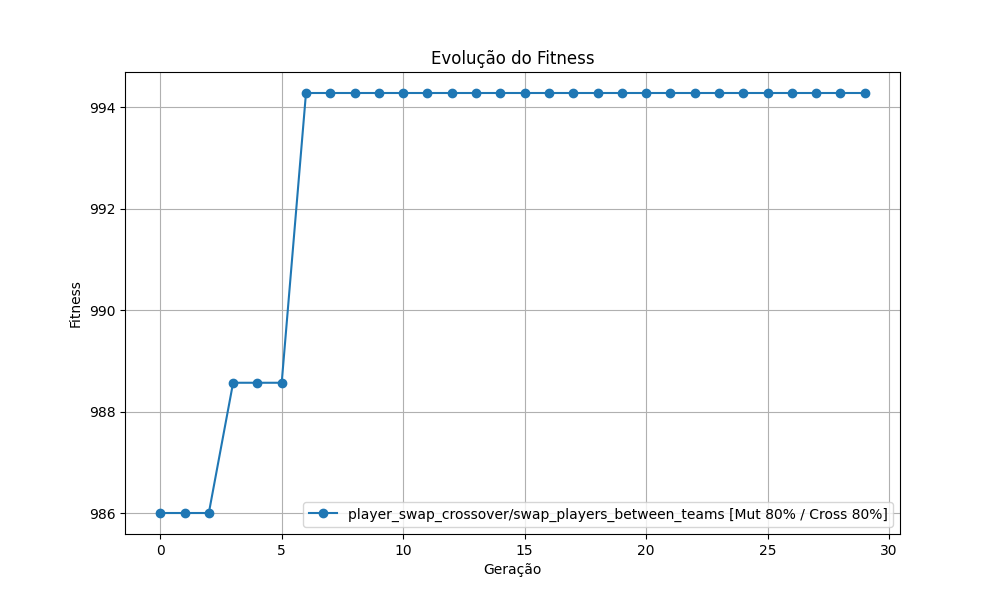 Evolução do Fitness
Fitness
994
992
990
988
986
player_swap_crossover/swap_players_between_teams [Mut 80% / Cross 80%]
0 5 10 15 20 25 30
Geração